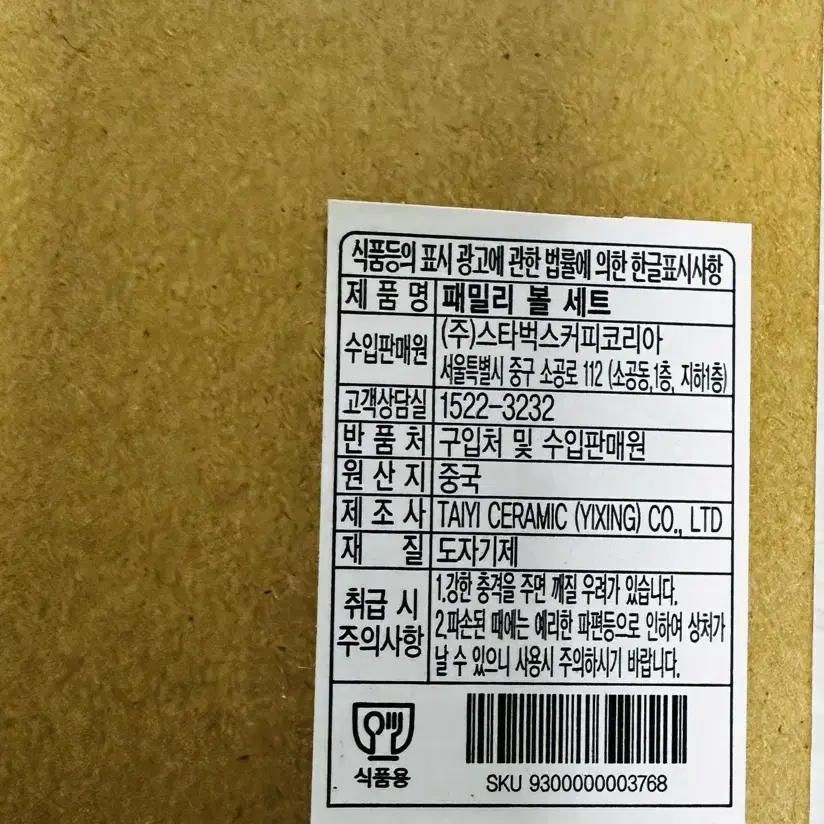 식품등의 표시 광고에 관한 법률에 의한 한글표시사항
제 품 명 패밀리 볼 세트
수입판매원 (주)스타벅스커피코리아
서울특별시 중구 소공로 112 (소공동,1층, 지하1층)
고객상담실 1522-3232
반 품 처 구입처 및 수입판매원
원 산 지 중국
제 조 사 TAIYI CERAMIC (YIXING) CO., LTD
재 질 도자기제
취급 시 주의사항 1.강한 충격을 주면 깨질 우려가 있습니다.
2.파손된 때에는 예리한 파편등으로 인하여 상처가
날 수 있으니 사용시 주의하시기 바랍니다.
식품용
SKU 9300000003768